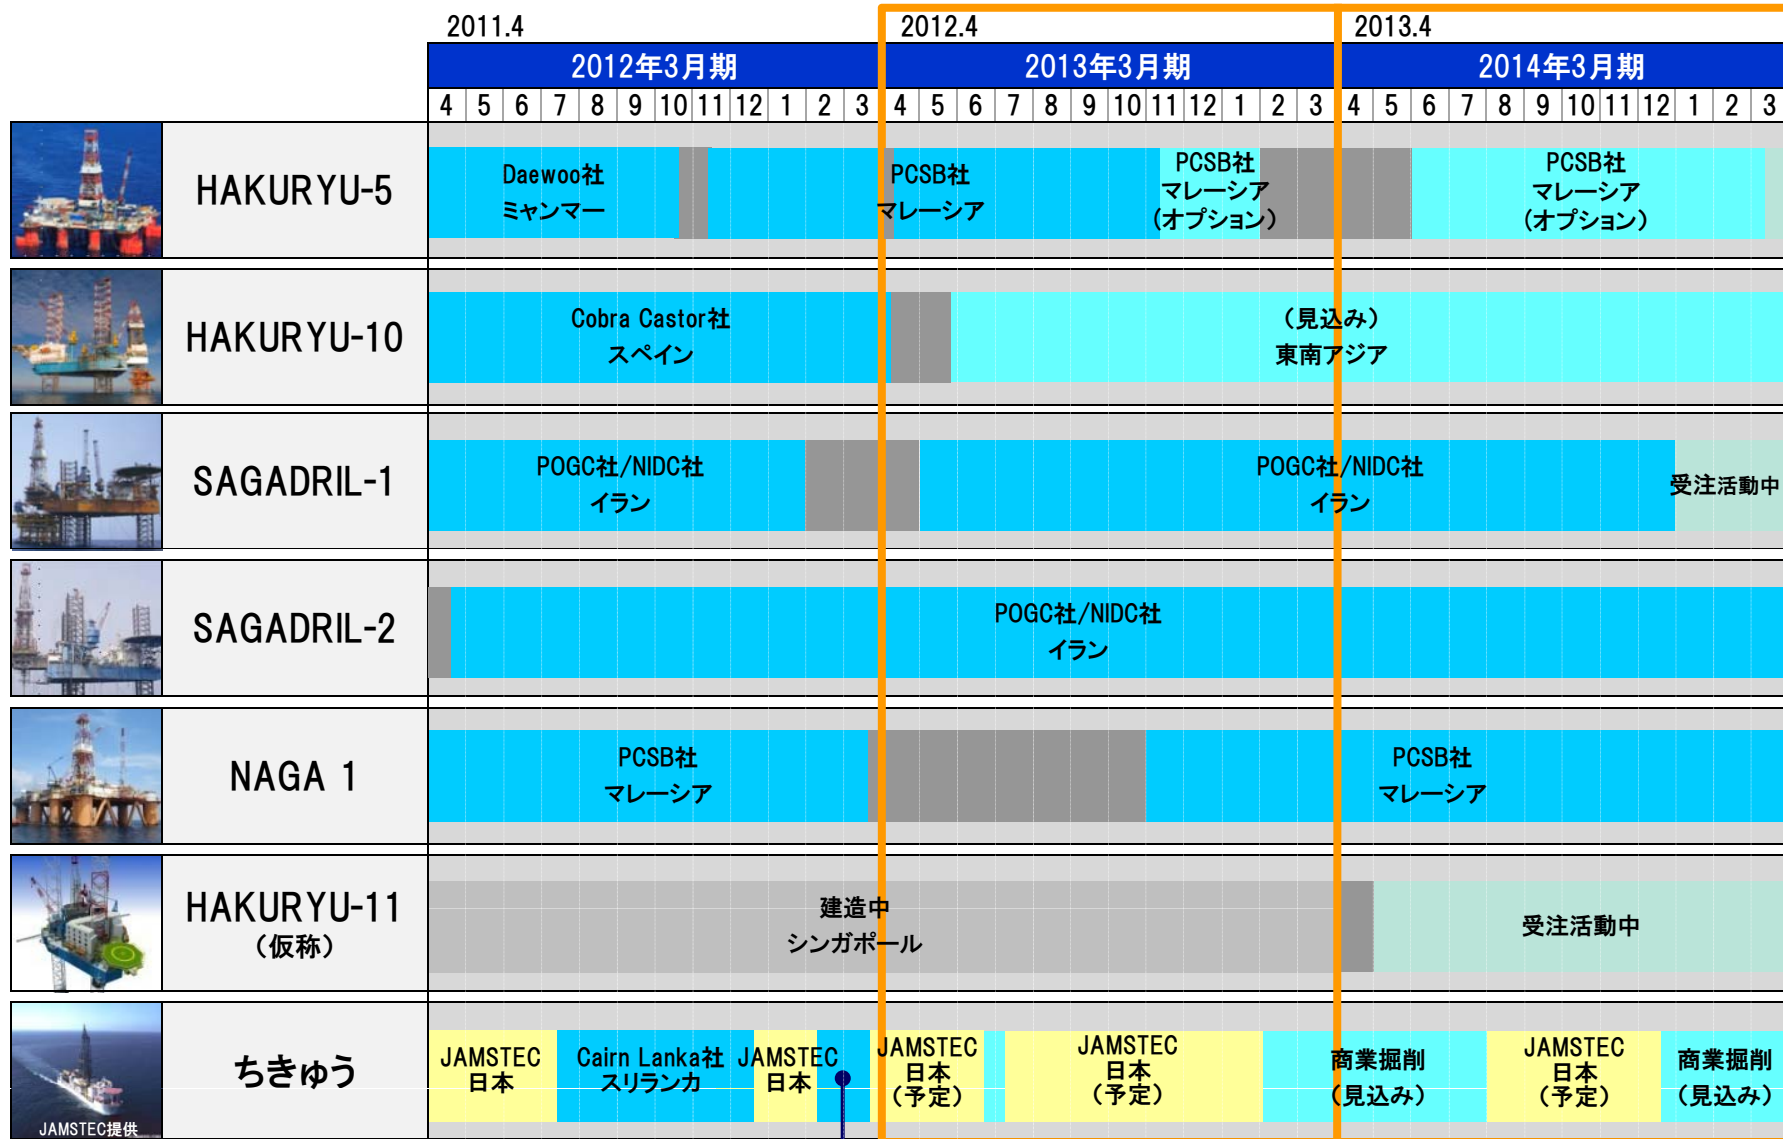 2011.4 2012.4 2013.4
2012年3月期 2013年3月期 2014年3月期
4 5 6 7 8 9 10 11 12 1 2 3 4 5 6 7 8 9 10 11 12 1 2 3 4 5 6 7 8 9 10 11 12 1 2 3
HAKURYU-5
Daewoo社
ミャンマー
PCSB社
マレーシア
PCSB社
マレーシア
(オプション)
PCSB社
マレーシア
(オプション)
HAKURYU-10
Cobra Castor社
スペイン
(見込み)
東南アジア
SAGADRIL-1
POGC社/NIDC社
イラン
POGC社/NIDC社
イラン
受注活動中
SAGADRIL-2
POGC社/NIDC社
イラン
NAGA 1
PCSB社
マレーシア
PCSB社
マレーシア
HAKURYU-11
(仮称)
建造中
シンガポール
受注活動中
JAMSTEC提供
ちきゅう
JAMSTEC
日本
Cairn Lanka社
スリランカ
JAMSTEC
日本
JAMSTEC
日本
(予定)
JAMSTEC
日本
(予定)
商業掘削
(見込み)
JAMSTEC
日本
(予定)
商業掘削
(見込み)